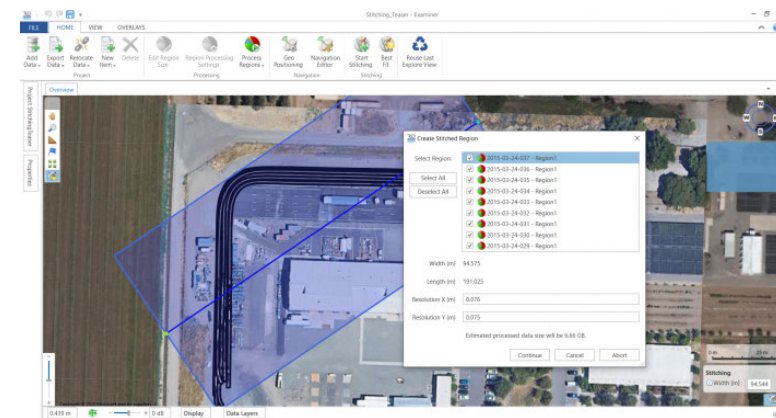 Stitching_Teaser - Examiner
FILE HOME VIEW OVERLAYS
Add Data Export Data Relocate Data New Item Delete Edit Region Size Region Processing Settings Process Regions Geo Positioning Navigation Editor Start Stitching Best Fit Reuse Last Explore View
Project Processing Navigation Stitching
Project StitchingTeaser
Properties
Overview
N
Create Stitched Region
Select Region:
Select All
Deselect All
2015-03-24-037 - Region1
2015-03-24-036 - Region1
2015-03-24-035 - Region1
2015-03-24-034 - Region1
2015-03-24-033 - Region1
2015-03-24-032 - Region1
2015-03-24-031 - Region1
2015-03-24-030 - Region1
2015-03-24-029 - Region1
Width (m) 94.575
Length (m) 191.025
Resolution X (m) 0.076
Resolution Y (m) 0.075
Estimated processed data size will be 6.66 GB.
Continue Cancel Abort
0 m 25 m
Stitching
Width (m) : 94.544
0.439 m 0 dB Display Data Layers